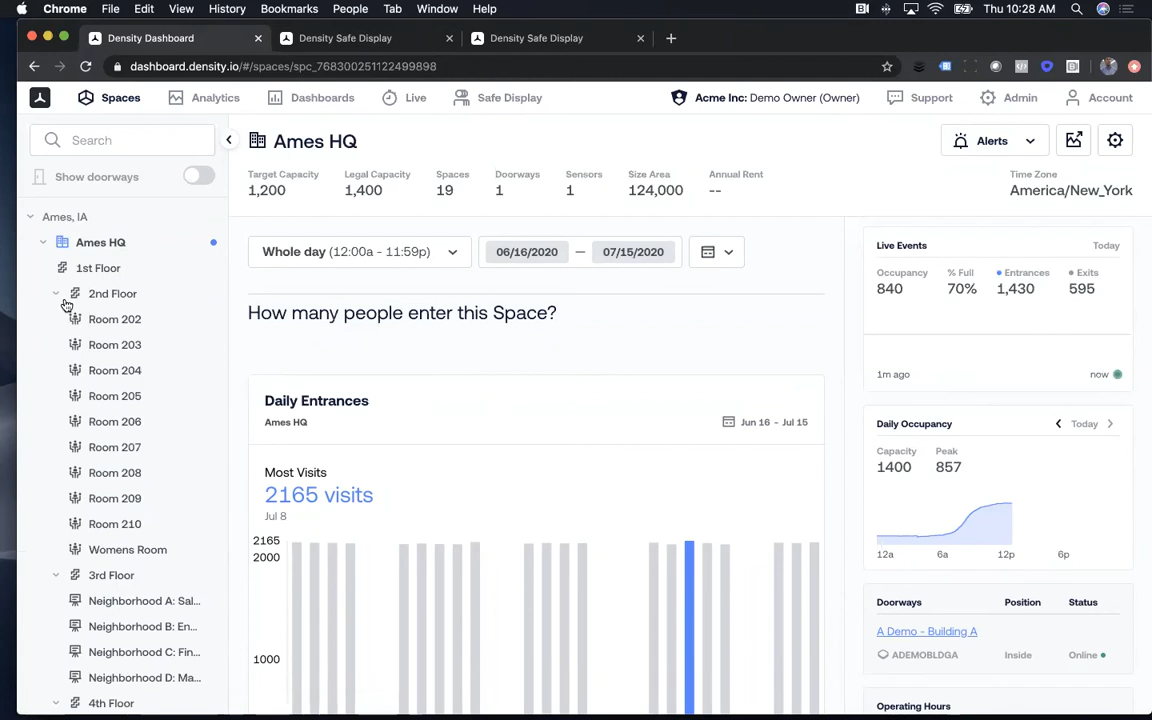 Chrome File Edit View History Bookmarks People Tab Window Help Thu 10:28 AM
Density Dashboard Density Safe Display Density Safe Display
dashboard.density.io/#/spaces/spc_768300251122499898
Spaces Analytics Dashboards Live Safe Display Acme Inc: Demo Owner (Owner) Support Admin Account
Search
Show doorways
Ames, IA
Ames HQ
1st Floor
2nd Floor
Room 202
Room 203
Room 204
Room 205
Room 206
Room 207
Room 208
Room 209
Room 210
Womens Room
3rd Floor
Neighborhood A: Sal...
Neighborhood B: En...
Neighborhood C: Fin...
Neighborhood D: Ma...
4th Floor
Ames HQ
Alerts
Target Capacity Legal Capacity Spaces Doorways Sensors Size Area Annual Rent Time Zone
1,200 1,400 19 1 1 124,000 -- America/New_York
Whole day (12:00a - 11:59p) 06/16/2020 — 07/15/2020
How many people enter this Space?
Daily Entrances
Ames HQ Jun 16 - Jul 15
Most Visits
2165 visits
Jul 8
2165
2000
1000
Live Events Today
Occupancy % Full Entrances Exits
840 70% 1,430 595
1m ago now
Daily Occupancy Today
Capacity Peak
1400 857
12a 6a 12p 6p
Doorways Position Status
A Demo - Building A
ADEMOBLDGA Inside Online
Operating Hours